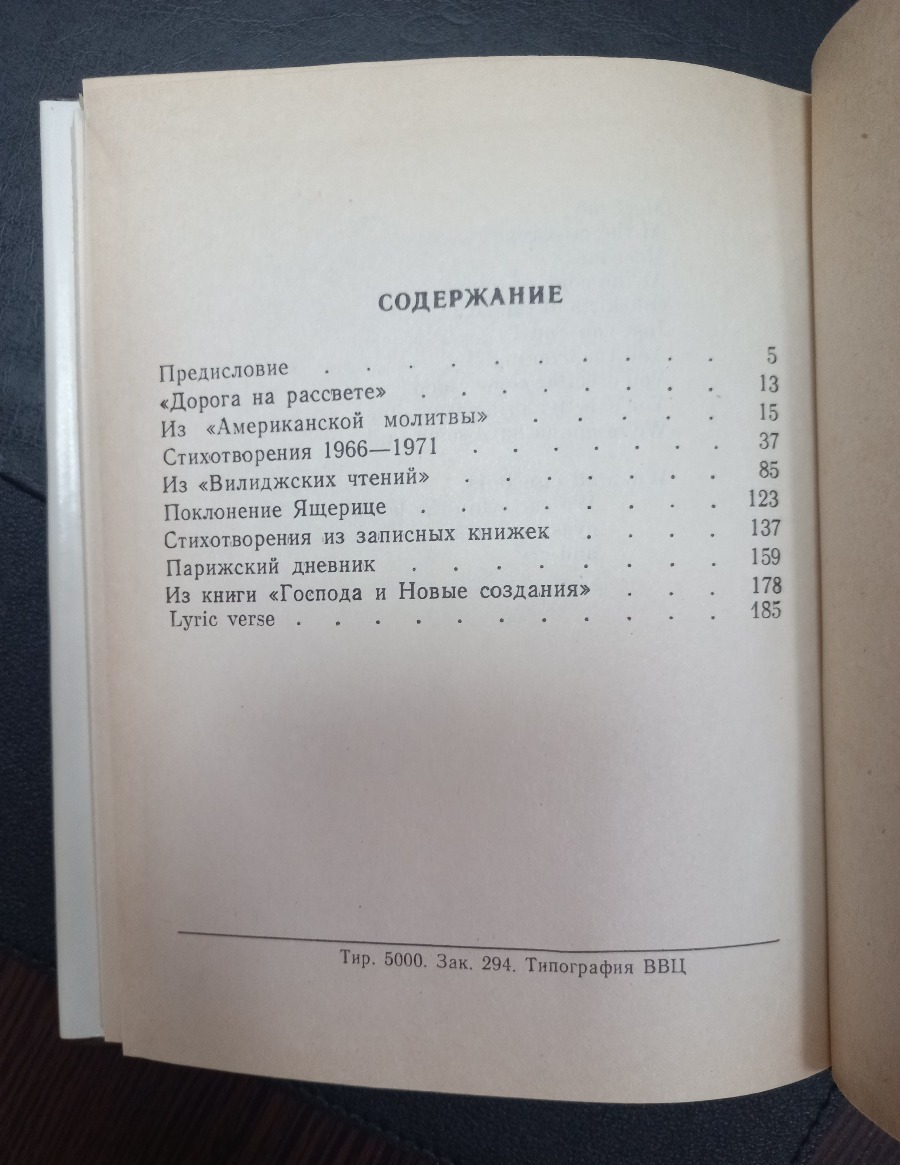 СОДЕРЖАНИЕ
Предисловие . . . . . . . . . . 5
«Дорога на рассвете» . . . . . . . . 13
Из «Американской молитвы» . . . . . 15
Стихотворения 1966—1971 . . . . . . . 37
Из «Вилиджских чтений» . . . . . . . 85
Поклонение Ящерице . . . . . . . . 123
Стихотворения из записных книжек . . . . 137
Парижский дневник . . . . . . . . 159
Из книги «Господа и Новые создания» . . . 178
Lyric verse . . . . . . . . . . . 185
Тир. 5000. Зак. 294. Типография ВВЦ